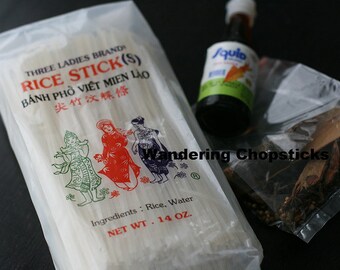 THREE LADIES BRAND®
RICE STICK(S)
BÁNH PHỞ VIỆT MIÊN LÀO
Squid
Wandering Chopsticks
®
Ingredients : Rice, Water
NET WT. 14 OZ.